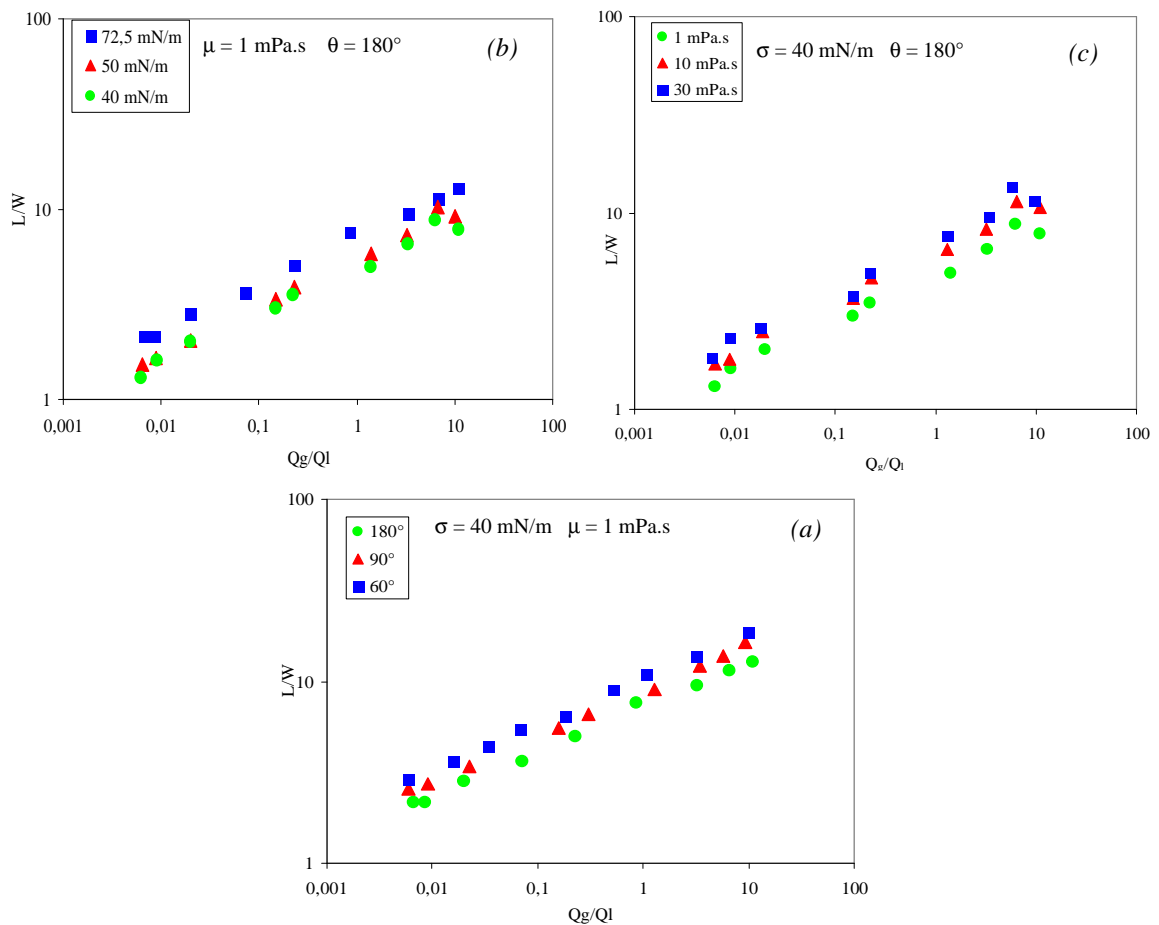 72,5 mN/m
50 mN/m
40 mN/m
μ = 1 mPa.s θ = 180°
(b)
100
10
1
L/W
0,001 0,01 0,1 1 10 100
Qg/Ql
1 mPa.s
10 mPa.s
30 mPa.s
σ = 40 mN/m θ = 180°
(c)
100
10
1
L/W
0,001 0,01 0,1 1 10 100
Qg/Ql
180°
90°
60°
σ = 40 mN/m μ = 1 mPa.s
(a)
100
10
1
L/W
0,001 0,01 0,1 1 10 100
Qg/Ql